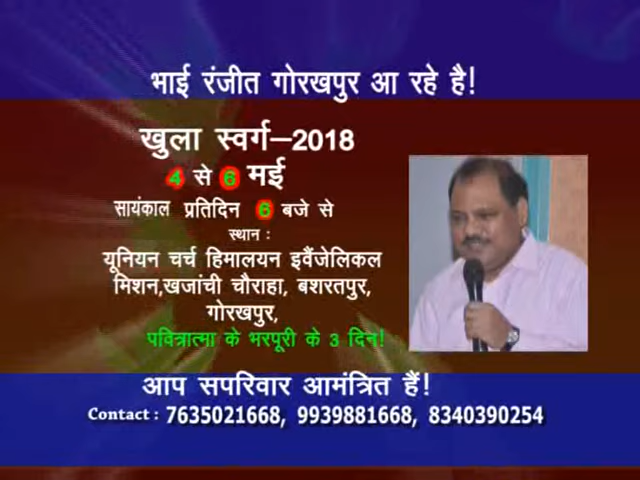 भाई रंजीत गोरखपुर आ रहे है!
खुला स्वर्ग–2018
4 से 6 मई
सायंकाल प्रतिदिन 6 बजे से
स्थान :
यूनियन चर्च हिमालयन इवैंजेलिकल
मिशन,खजांची चौराहा, बशरतपुर,
गोरखपुर,
पवित्रात्मा के भरपूरी के 3 दिन!
आप सपरिवार आमंत्रित हैं!
Contact : 7635021668, 9939881668, 8340390254